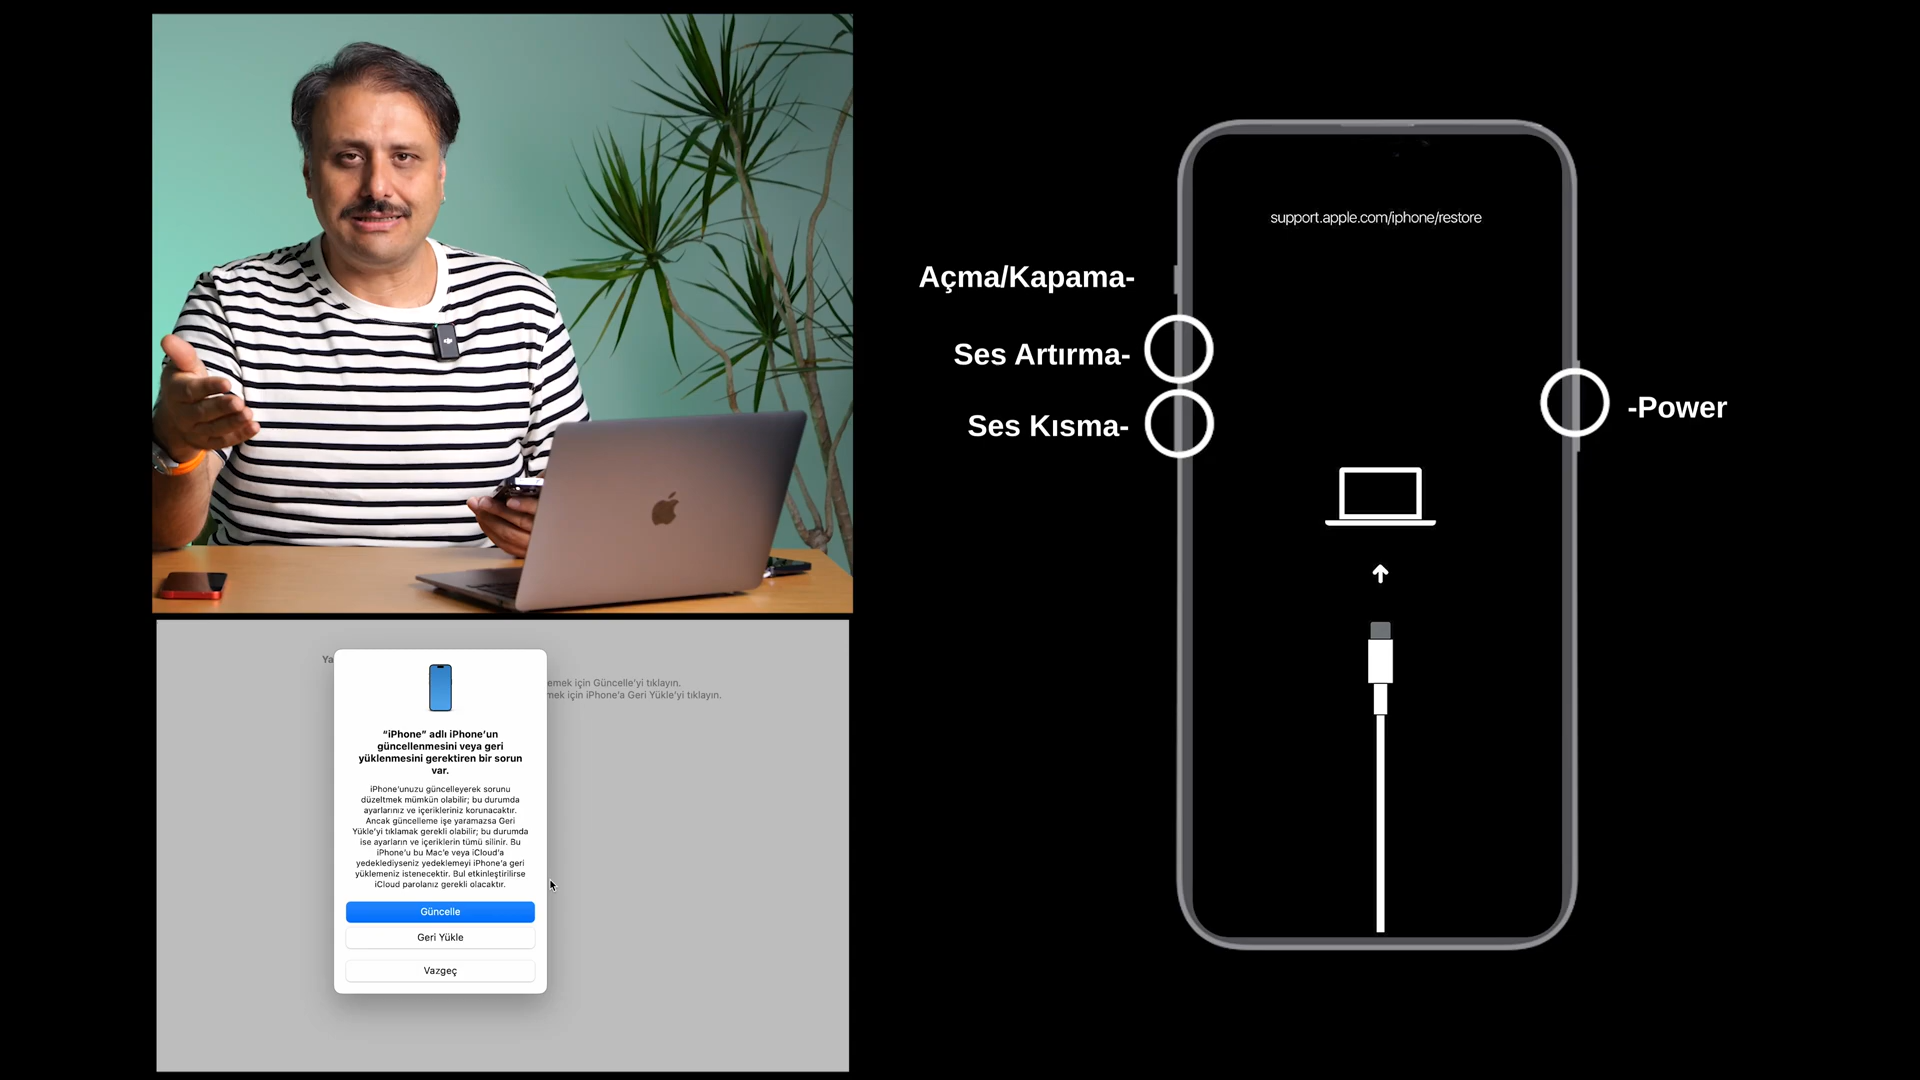 support.apple.com/iphone/restore
Açma/Kapama-
Ses Artırma-
Ses Kısma-
-Power
Ya
emek için Güncelle'yi tıklayın.
mek için iPhone'a Geri Yükle'yi tıklayın.
“iPhone” adlı iPhone'un
güncellenmesini veya geri
yüklenmesini gerektiren bir sorun
var.
iPhone'unuzu güncelleyerek sorunu
düzeltmek mümkün olabilir; bu durumda
ayarlarınız ve içerikleriniz korunacaktır.
Ancak güncelleme işe yaramazsa Geri
Yükle'yi tıklamak gerekli olabilir; bu durumda
ise ayarların ve içeriklerin tümü silinir. Bu
iPhone'u bu Mac'e veya iCloud'a
yedeklediyseniz yedeklemeyi iPhone'a geri
yüklemeniz istenecektir. Bul etkinleştirilirse
iCloud parolanız gerekli olacaktır.
Güncelle
Geri Yükle
Vazgeç